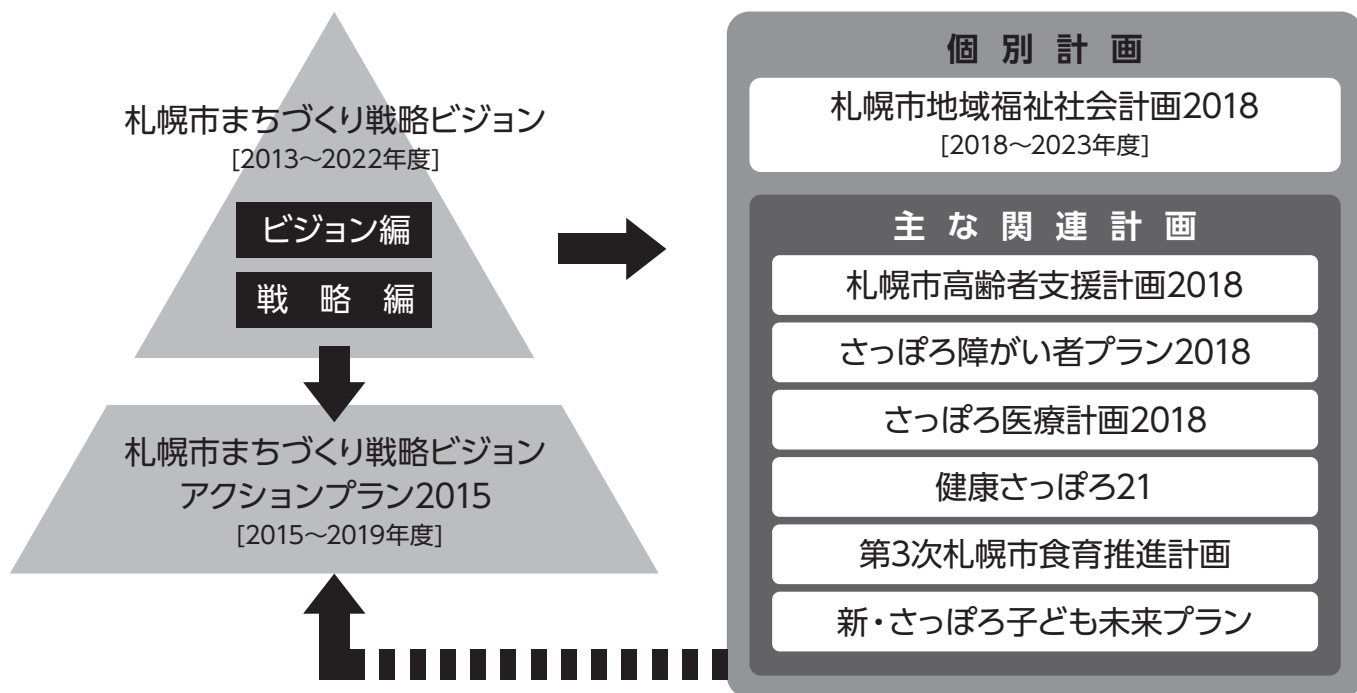 札幌市まちづくり戦略ビジョン
[2013～2022年度]
ビジョン編
戦略編
札幌市まちづくり戦略ビジョン
アクションプラン2015
[2015～2019年度]
個別計画
札幌市地域福祉社会計画2018
[2018～2023年度]
主な関連計画
札幌市高齢者支援計画2018
さっぽろ障がい者プラン2018
さっぽろ医療計画2018
健康さっぽろ21
第3次札幌市食育推進計画
新・さっぽろ子ども未来プラン